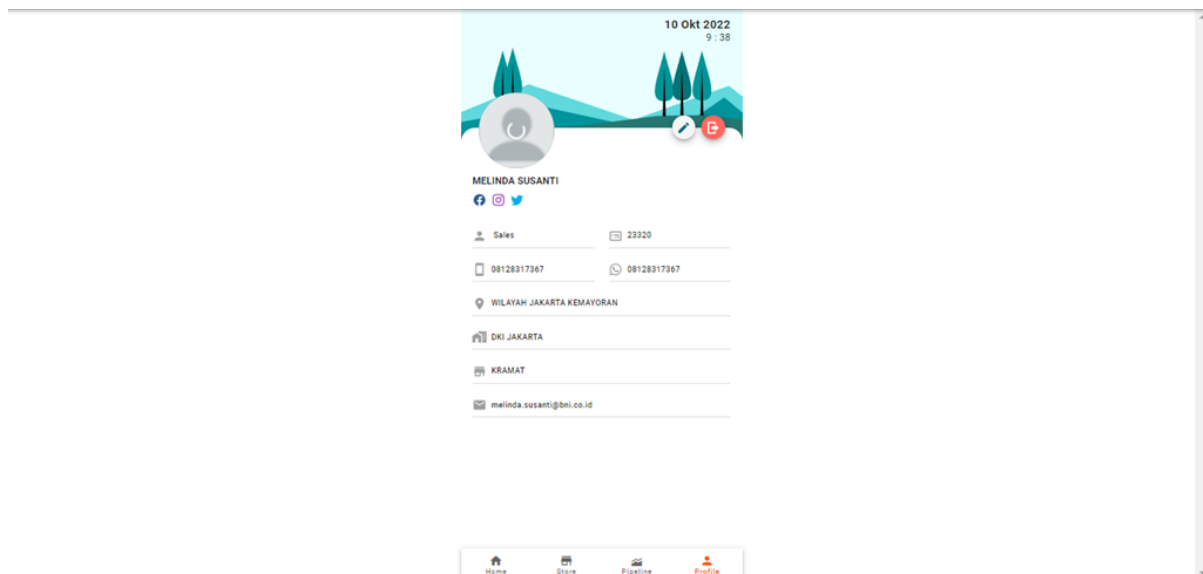 10 Okt 2022
9 : 38
MELINDA SUSANTI
Sales
23320
08128317367
08128317367
WILAYAH JAKARTA KEMAYORAN
DKI JAKARTA
KRAMAT
melinda.susanti@bni.co.id
Home
Store
Pipeline
Profile